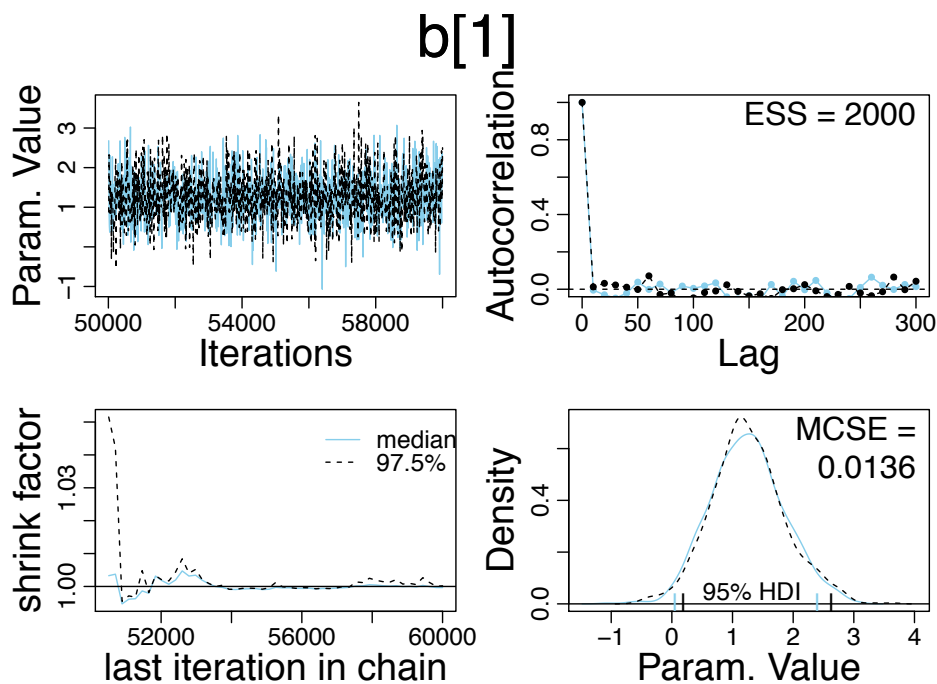 b[1]
Param. Value
3
2
1
−1
50000 54000 58000
Iterations
Autocorrelation
0.8
0.4
0.0
ESS = 2000
0 50 100 200 300
Lag
shrink factor
1.03
1.00
median
97.5%
52000 56000 60000
last iteration in chain
Density
0.4
0.0
MCSE =
0.0136
95% HDI
−1 0 1 2 3 4
Param. Value